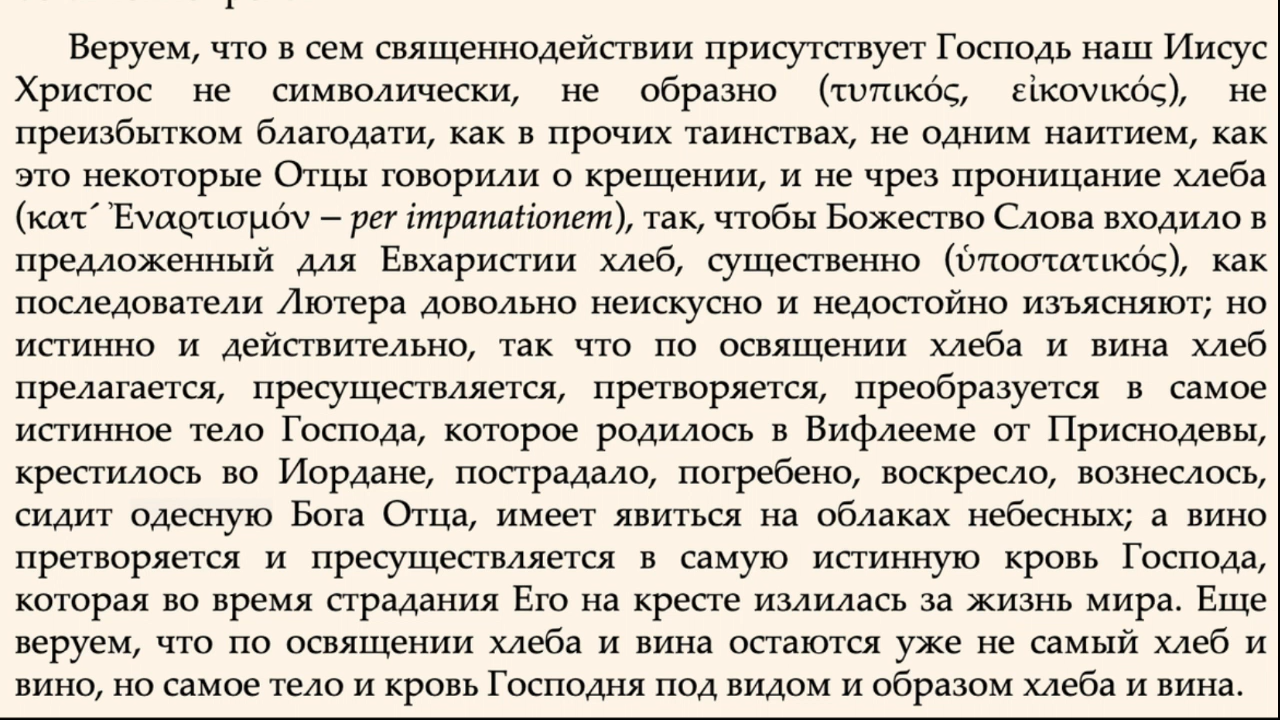 Веруем, что в сем священнодействии присутствует Господь наш Иисус
Христос не символически, не образно (τυπικός, εἰκονικός), не
преизбытком благодати, как в прочих таинствах, не одним наитием, как
это некоторые Отцы говорили о крещении, и не чрез проницание хлеба
(κατ´ Ἐναρτισμόν – per impanationem), так, чтобы Божество Слова входило в
предложенный для Евхаристии хлеб, существенно (ὑποστατικός), как
последователи Лютера довольно неискусно и недостойно изъясняют; но
истинно и действительно, так что по освящении хлеба и вина хлеб
прелагается, пресуществляется, претворяется, преобразуется в самое
истинное тело Господа, которое родилось в Вифлееме от Приснодевы,
крестилось во Иордане, пострадало, погребено, воскресло, вознеслось,
сидит одесную Бога Отца, имеет явиться на облаках небесных; а вино
претворяется и пресуществляется в самую истинную кровь Господа,
которая во время страдания Его на кресте излилась за жизнь мира. Еще
веруем, что по освящении хлеба и вина остаются уже не самый хлеб и
вино, но самое тело и кровь Господня под видом и образом хлеба и вина.